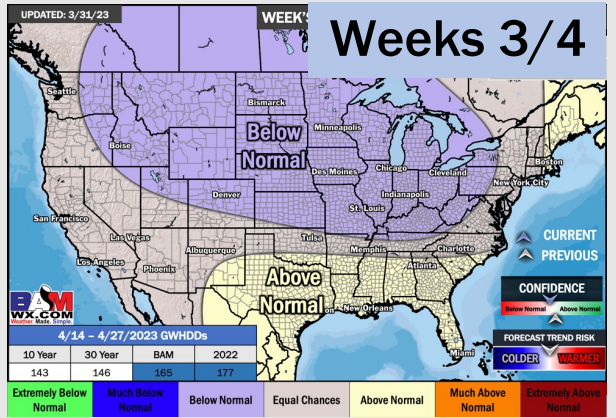 UPDATED: 3/31/23
WEEK'S
Weeks 3/4
Seattle
Bismarck
Minneapolis
Below
Normal
Boise
Boston
Des Moines
Chicago
Cleveland
New York City
Denver
Indianapolis
St. Louis
San Francisco
Las Vegas
Tulsa
Memphis
Charlotte
Albuquerque
Los Angeles
Phoenix
Atlanta
CURRENT
PREVIOUS
Above
Normal
on
New Orleans
Miami
CONFIDENCE
Below Normal
Above Normal
FORECAST TREND RISK
COLDER
WARMER
BAM
WX.COM
Weather. Made. Simple.
4/14 – 4/27/2023 GWHDDs
10 Year 30 Year BAM 2022
143 146 165 177
Extremely Below
Normal
Much Below
Normal
Below Normal
Equal Chances
Above Normal
Much Above
Normal
Extremely Above
Normal